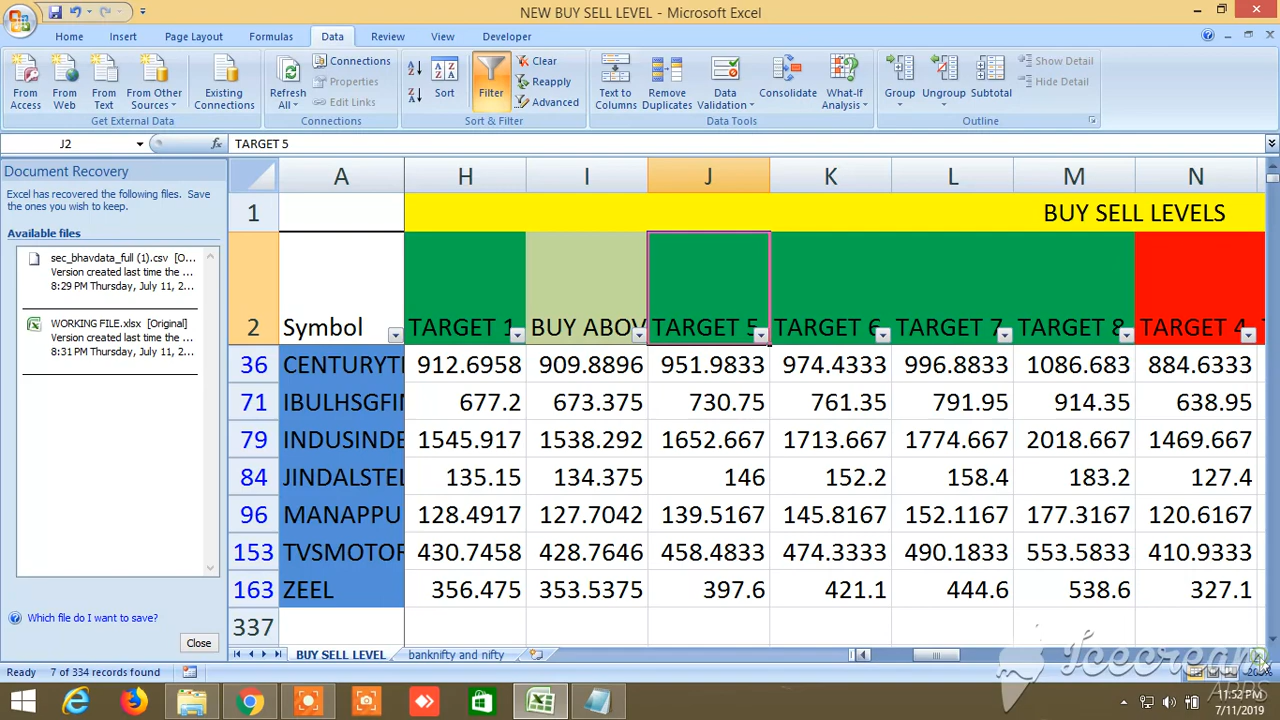 NEW BUY SELL LEVEL - Microsoft Excel
Home Insert Page Layout Formulas Data Review View Developer
From Access
From Web
From Text
From Other Sources
Existing Connections
Get External Data
Refresh All
Connections
Properties
Edit Links
Connections
Sort
Filter
Clear
Reapply
Advanced
Sort & Filter
Text to Columns
Remove Duplicates
Data Validation
Consolidate
What-If Analysis
Data Tools
Group
Ungroup
Subtotal
Show Detail
Hide Detail
Outline
J2 fx TARGET 5
Document Recovery
Excel has recovered the following files. Save
the ones you wish to keep.
Available files
sec_bhavdata_full (1).csv [O...
Version created last time the ...
8:29 PM Thursday, July 11, 2...
WORKING FILE.xlsx [Original]
Version created last time the ...
8:31 PM Thursday, July 11, 2...
Which file do I want to save?
Close
A H I J K L M N
1 BUY SELL LEVELS
2 Symbol TARGET 1 BUY ABOV TARGET 5 TARGET 6 TARGET 7 TARGET 8 TARGET 4
36 CENTURYT 912.6958 909.8896 951.9833 974.4333 996.8833 1086.683 884.6333
71 IBULHSGFI 677.2 673.375 730.75 761.35 791.95 914.35 638.95
79 INDUSINDE 1545.917 1538.292 1652.667 1713.667 1774.667 2018.667 1469.667
84 JINDALSTEL 135.15 134.375 146 152.2 158.4 183.2 127.4
96 MANAPPU 128.4917 127.7042 139.5167 145.8167 152.1167 177.3167 120.6167
153 TVSMOTOR 430.7458 428.7646 458.4833 474.3333 490.1833 553.5833 410.9333
163 ZEEL 356.475 353.5375 397.6 421.1 444.6 538.6 327.1
337
BUY SELL LEVEL banknifty and nifty
Ready 7 of 334 records found 200%
Icecream
APPS
11:52 PM
7/11/2019